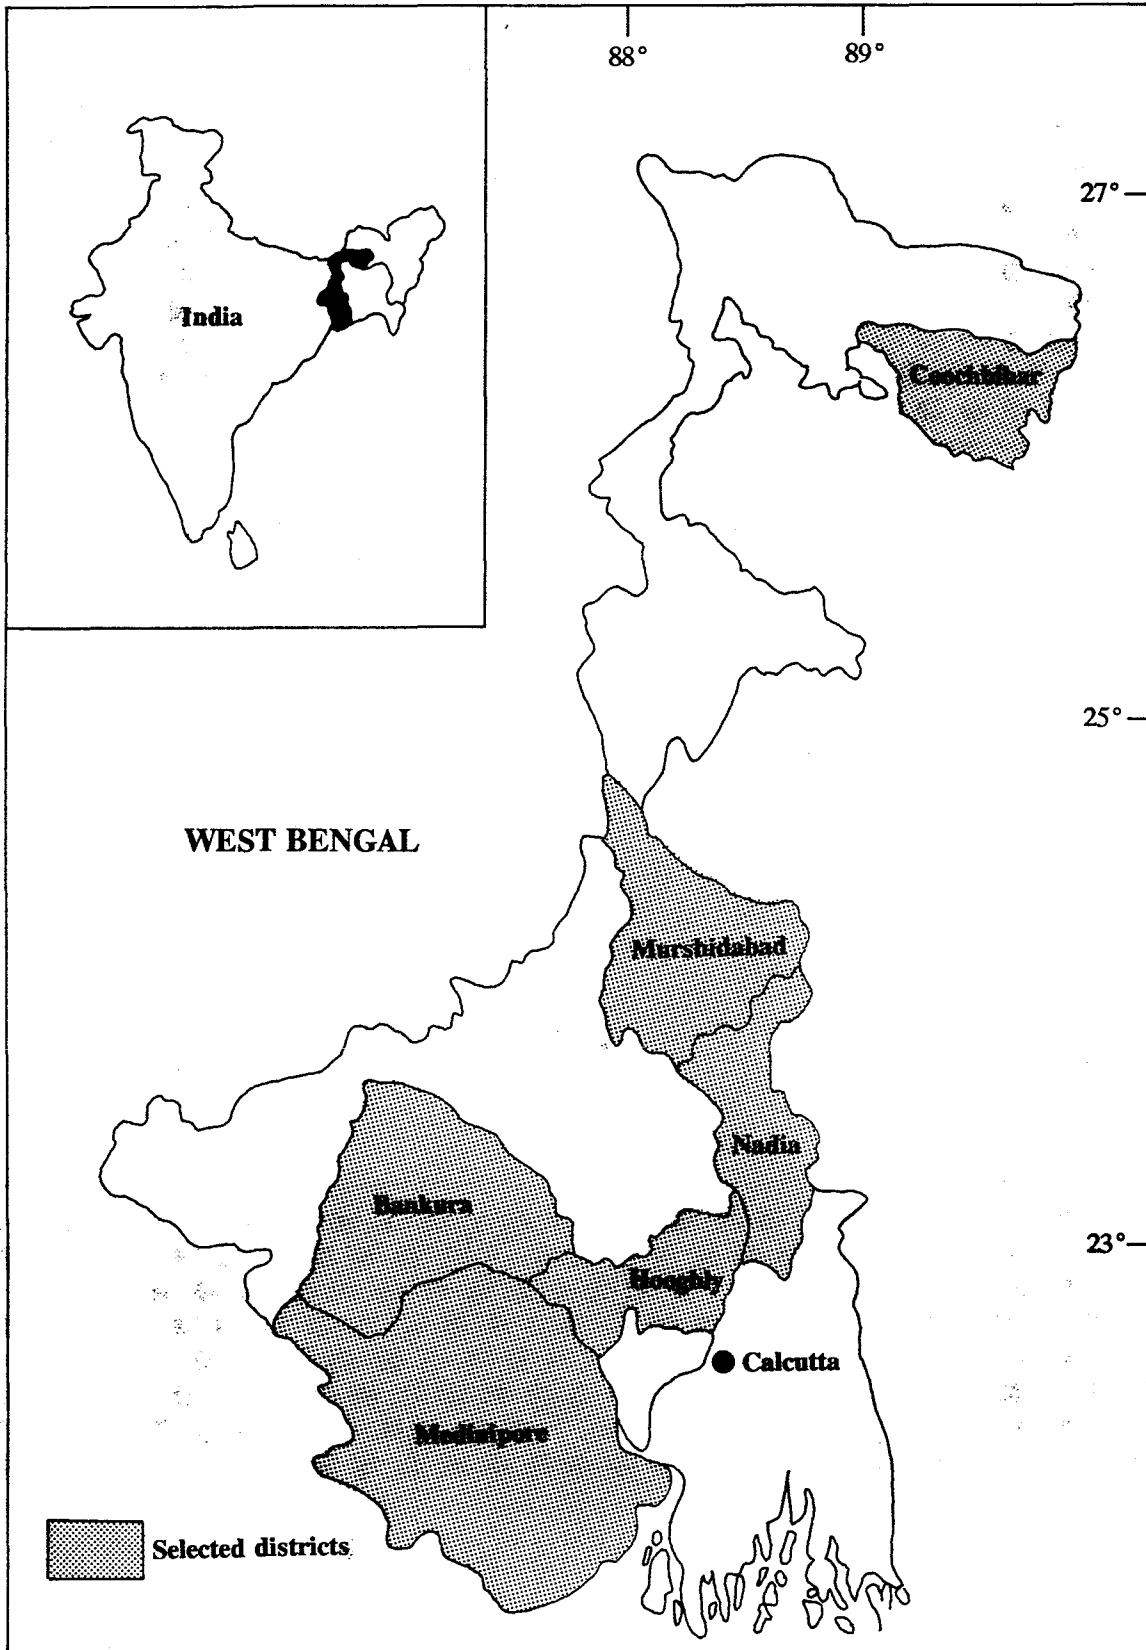 88°
89°
27°
India
Coochbihar
25°
WEST BENGAL
Murshidabad
Nadia
Bankura
23°
Hooghly
Calcutta
Medinipore
Selected districts